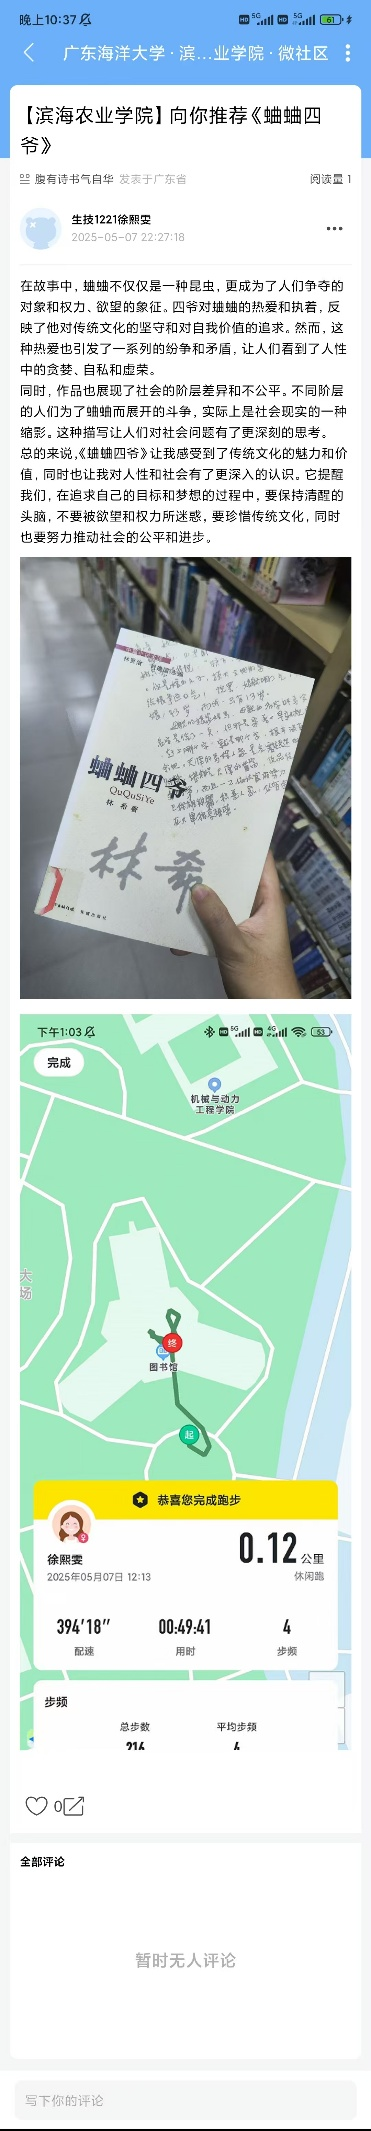 晚上10:37
HD 5G HD 5G 61
广东海洋大学 · 滨...业学院 · 微社区
【滨海农业学院】向你推荐《蛐蛐四
爷》
腹有诗书气自华 发表于广东省 阅读量 1
生技1221徐熙雯
2025-05-07 22:27:18
在故事中，蛐蛐不仅仅是一种昆虫，更成为了人们争夺的
对象和权力、欲望的象征。四爷对蛐蛐的热爱和执着，反
映了他对传统文化的坚守和对自我价值的追求。然而，这
种热爱也引发了一系列的纷争和矛盾，让人们看到了人性
中的贪婪、自私和虚荣。
同时，作品也展现了社会的阶层差异和不公平。不同阶层
的人们为了蛐蛐而展开的斗争，实际上是社会现实的一种
缩影。这种描写让人们对社会问题有了更深刻的思考。
总的来说，《蛐蛐四爷》让我感受到了传统文化的魅力和价
值，同时也让我对人性和社会有了更深入的认识。它提醒
我们，在追求自己的目标和梦想的过程中，要保持清醒的
头脑，不要被欲望和权力所迷惑，要珍惜传统文化，同时
也要努力推动社会的公平和进步。
蛐蛐四爷
QuQuSiYe
林 希 著
林希
下午1:03
HD 5G HD 4G 53
完成
机械与动力
工程学院
大
场
终
图书馆
起
恭喜您完成跑步
徐熙雯
2025年05月07日 12:13
0.12 公里
休闲跑
394'18" 00:49:41 4
配速 用时 步频
步频
总步数 平均步频
216 4
0
全部评论
暂时无人评论
写下你的评论